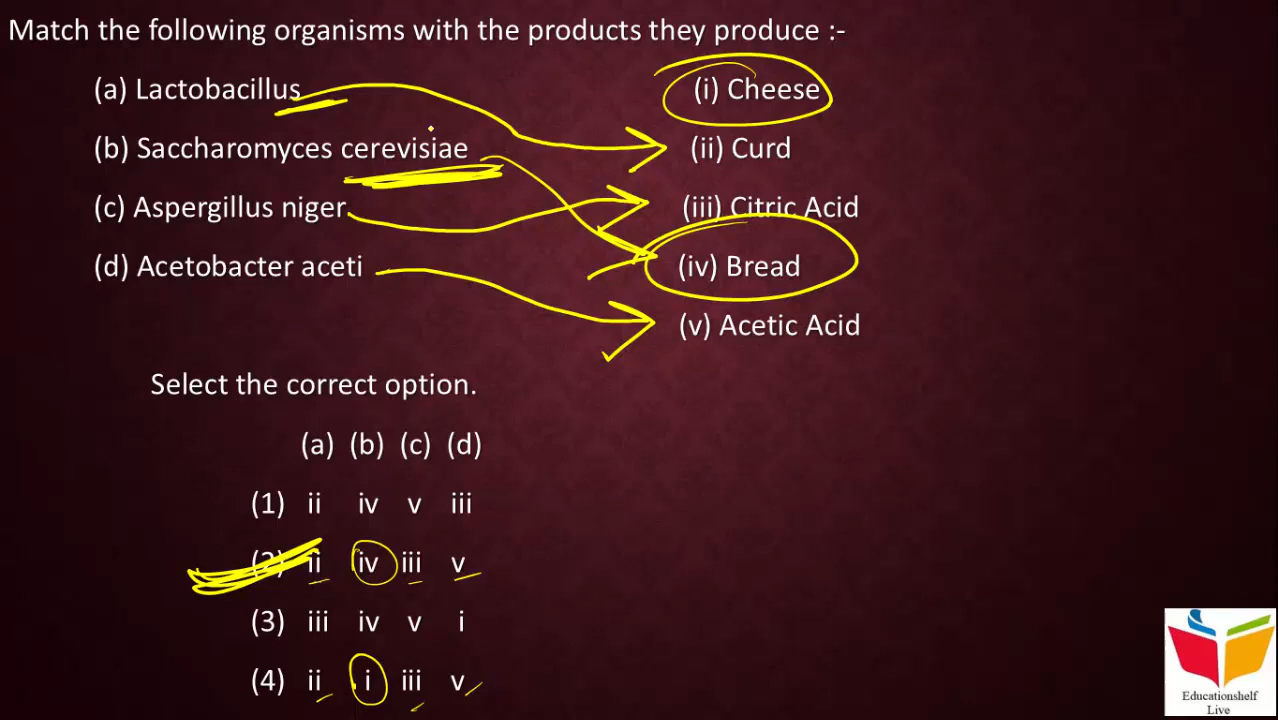 Match the following organisms with the products they produce :-
(a) Lactobacillus (i) Cheese
(b) Saccharomyces cerevisiae (ii) Curd
(c) Aspergillus niger (iii) Citric Acid
(d) Acetobacter aceti (iv) Bread
(v) Acetic Acid
Select the correct option.
(a) (b) (c) (d)
(1) ii iv v iii
(2) ii iv iii v
(3) iii iv v i
(4) ii i iii v
Educationshelf
Live